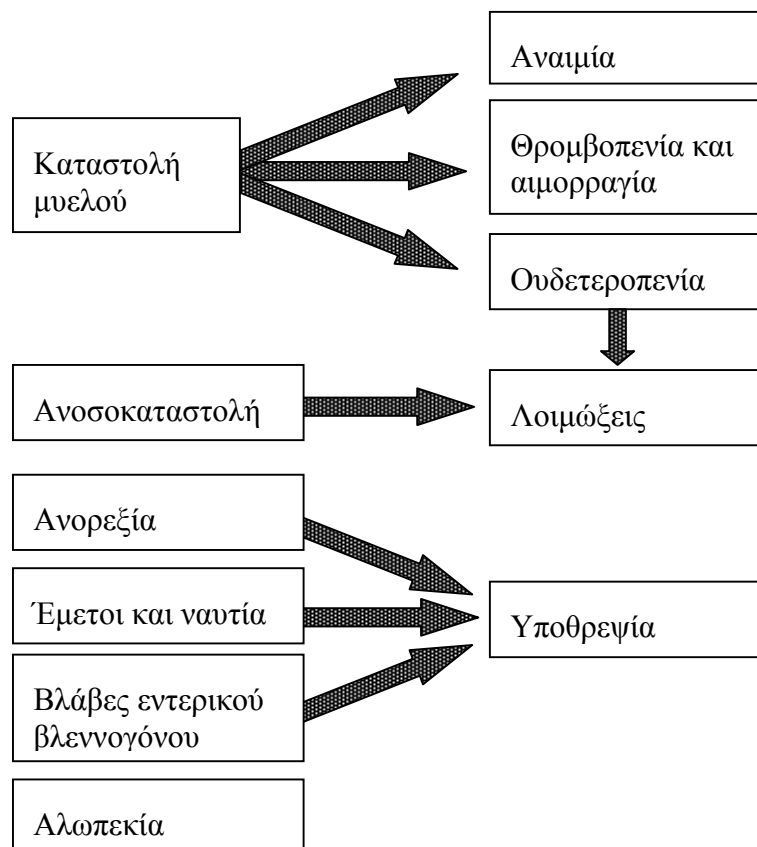 Αναιμία
Καταστολή
μυελού
Θρομβοπενία και
αιμορραγία
Ουδετεροπενία
Ανοσοκαταστολή
Λοιμώξεις
Ανορεξία
Έμετοι και ναυτία
Υποθρεψία
Βλάβες εντερικού
βλεννογόνου
Αλωπεκία